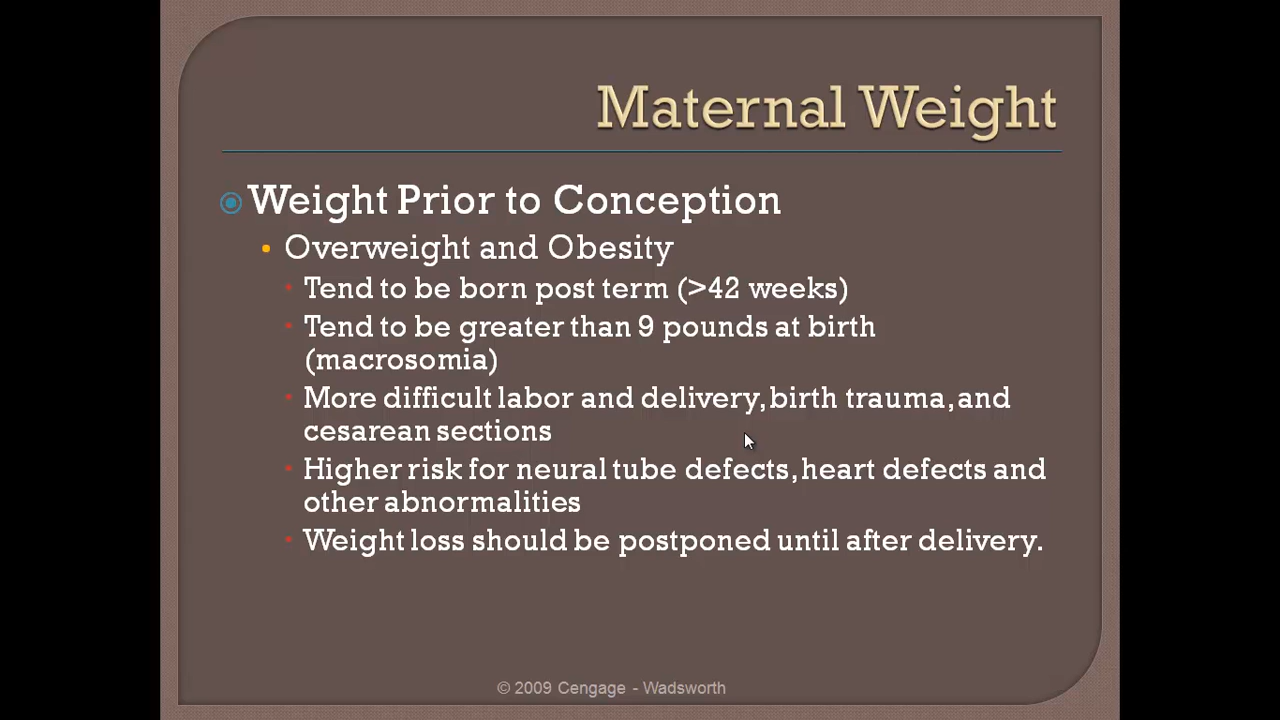 Maternal Weight
Weight Prior to Conception
Overweight and Obesity
Tend to be born post term (>42 weeks)
Tend to be greater than 9 pounds at birth
(macrosomia)
More difficult labor and delivery, birth trauma, and
cesarean sections
Higher risk for neural tube defects, heart defects and
other abnormalities
Weight loss should be postponed until after delivery.
© 2009 Cengage - Wadsworth